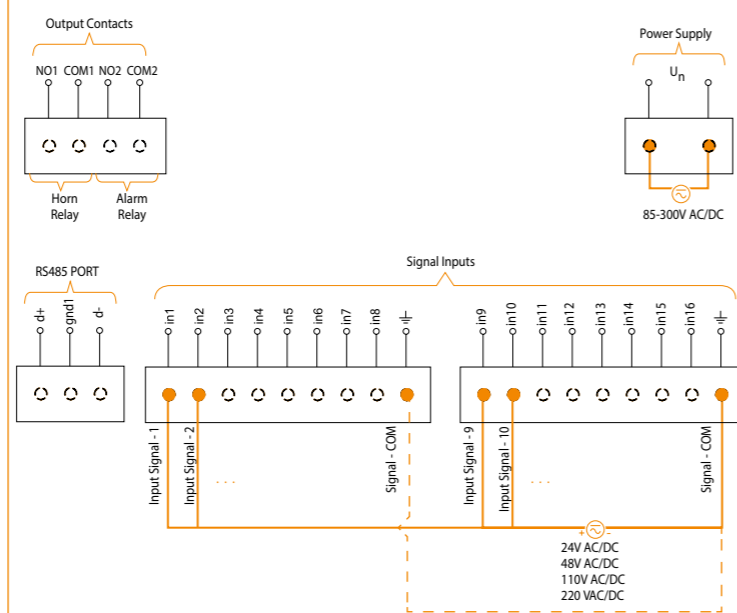 Output Contacts
NO1 COM1 NO2 COM2
Horn
Relay
Alarm
Relay
Power Supply
Un
85-300V AC/DC
RS485 PORT
d+
gnd1
d-
Signal Inputs
in1
in2
in3
in4
in5
in6
in7
in8
in9
in10
in11
in12
in13
in14
in15
in16
Input Signal - 1
Input Signal - 2
. . .
Signal - COM
Input Signal - 9
Input Signal - 10
. . .
Signal - COM
+ -
24V AC/DC
48V AC/DC
110V AC/DC
220 VAC/DC